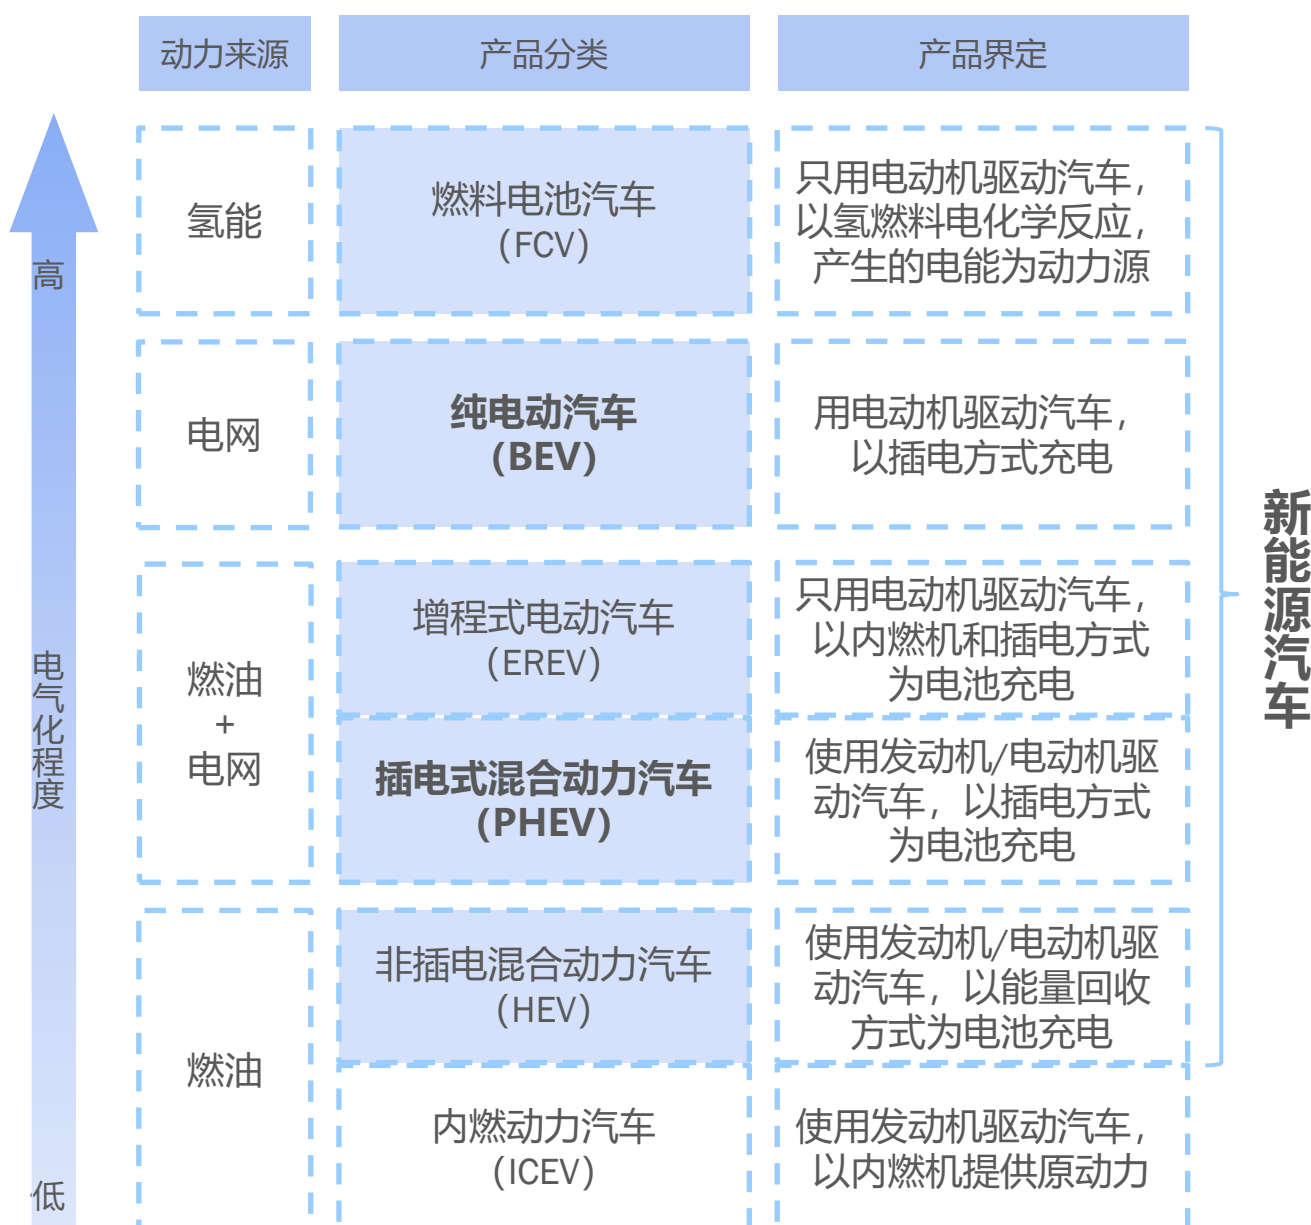 动力来源
产品分类
产品界定
高
电气化程度
低
氢能
燃料电池汽车
(FCV)
只用电动机驱动汽车，
以氢燃料电化学反应，
产生的电能为动力源
电网
纯电动汽车
(BEV)
用电动机驱动汽车，
以插电方式充电
燃油
+
电网
增程式电动汽车
(EREV)
只用电动机驱动汽车，
以内燃机和插电方式
为电池充电
插电式混合动力汽车
(PHEV)
使用发动机/电动机驱
动汽车，以插电方式
为电池充电
燃油
非插电混合动力汽车
(HEV)
使用发动机/电动机驱
动汽车，以能量回收
方式为电池充电
内燃动力汽车
(ICEV)
使用发动机驱动汽车，
以内燃机提供原动力
新能源汽车